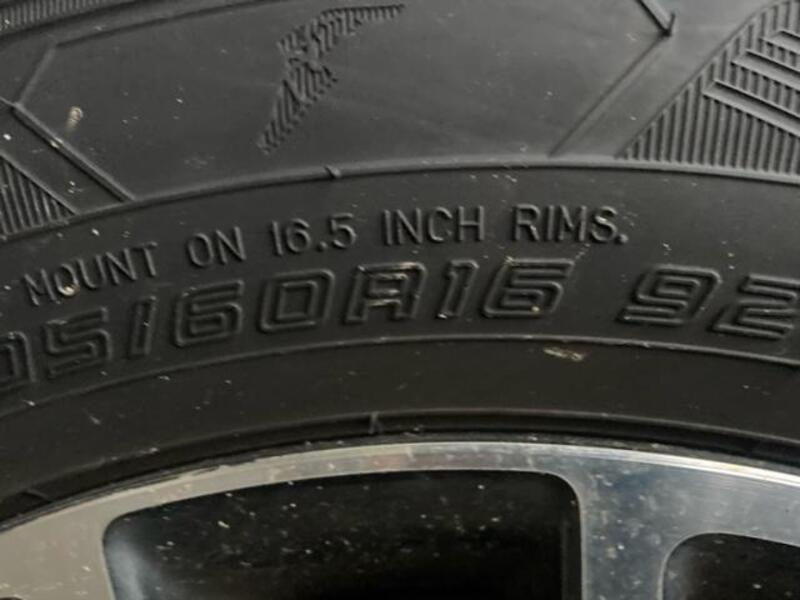 MOUNT ON 16.5 INCH RIMS.
05/60R16 92